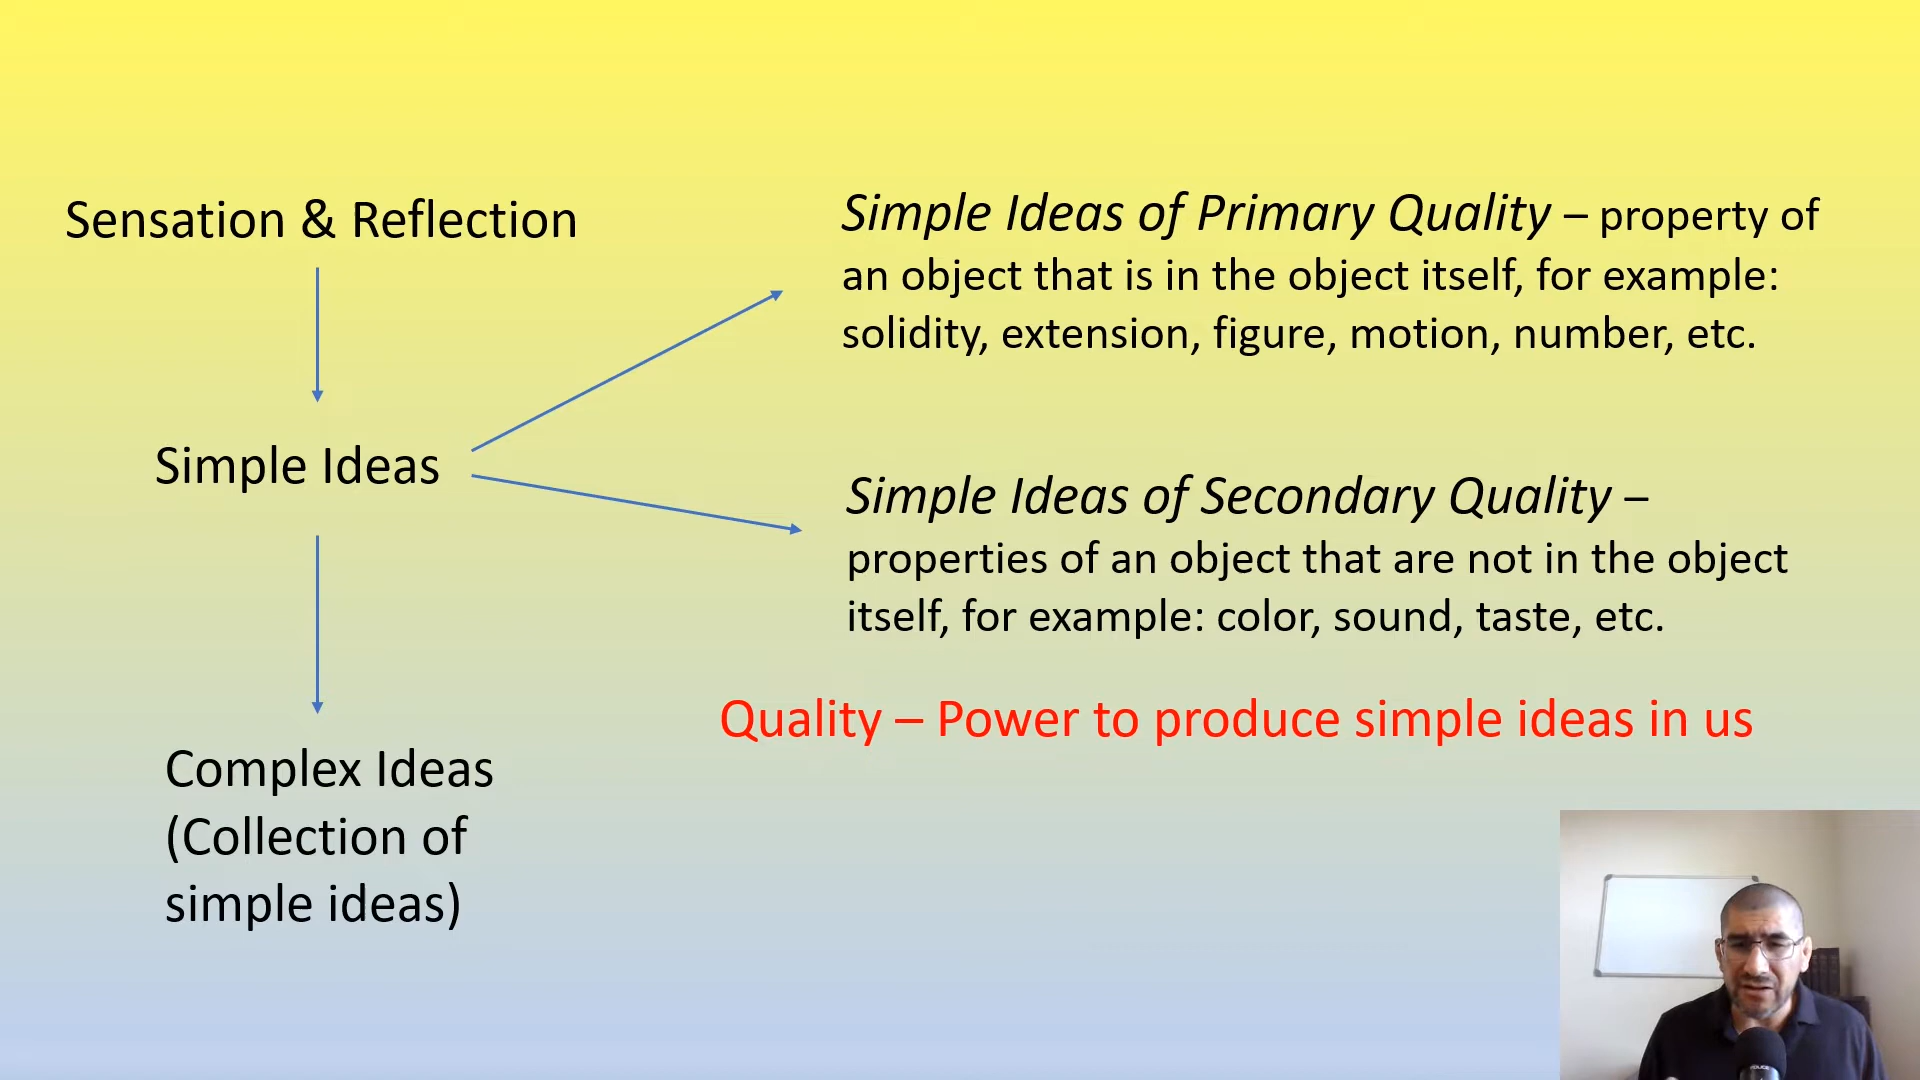 Sensation & Reflection
Simple Ideas
Complex Ideas
(Collection of
simple ideas)
Simple Ideas of Primary Quality – property of
an object that is in the object itself, for example:
solidity, extension, figure, motion, number, etc.
Simple Ideas of Secondary Quality –
properties of an object that are not in the object
itself, for example: color, sound, taste, etc.
Quality – Power to produce simple ideas in us